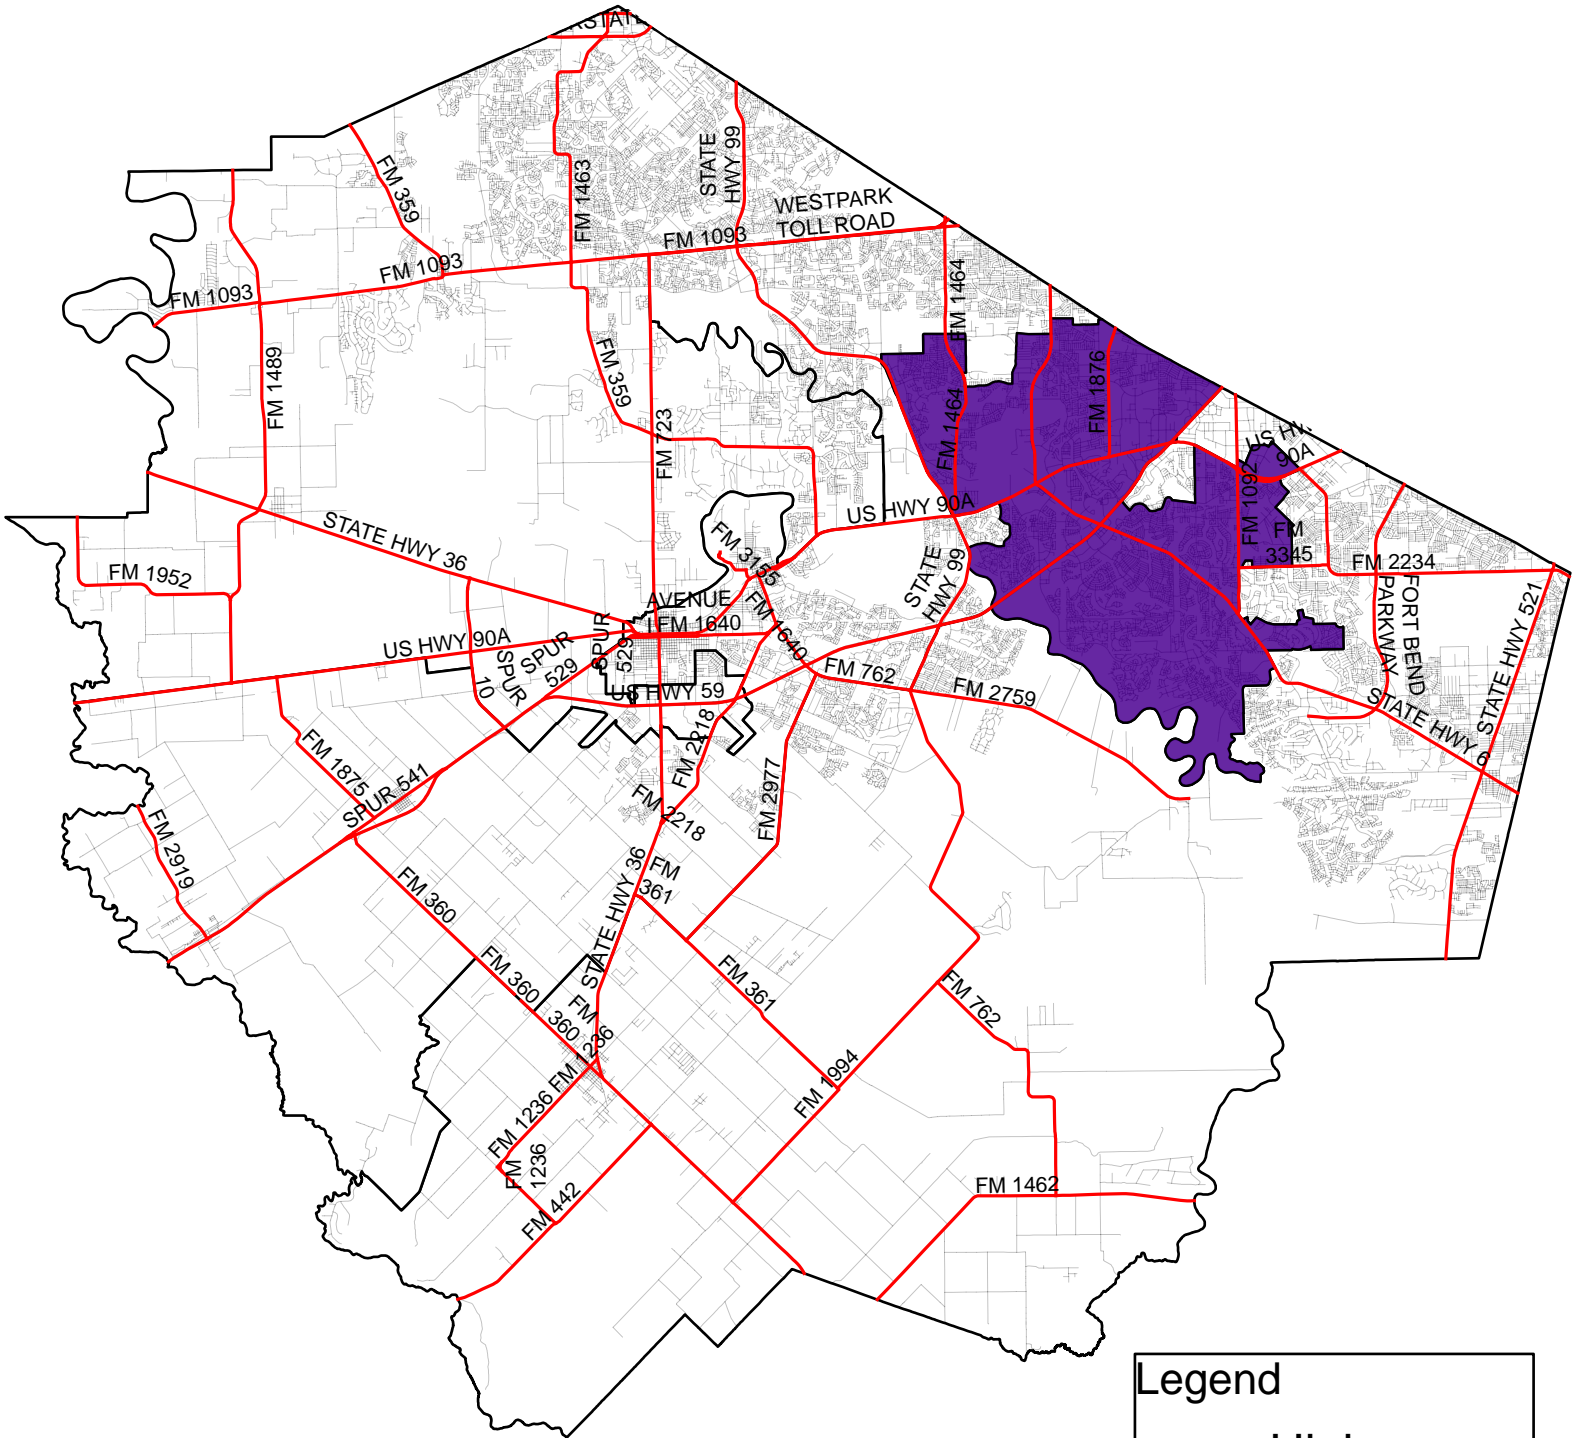 STATE
HWY 99
WESTPARK
TOLL ROAD
FM 359
FM 1463
FM 1093
FM 1093
FM 1093
FM 1464
FM 1489
FM 359
FM 723
FM 1464
FM 1876
US HWY
90A
FM 1092
FM
3345
FM 2234
STATE HWY 36
US HWY 90A
FM 3155
STATE
HWY 99
FM 1952
AVENUE
I FM 1640
FM 1640
US HWY 90A
SPUR
10
SPUR
529
SPUR
529
US HWY 59
FM 762
FM 2759
FORT BEND
PARKWAY
STATE HWY 521
STATE HWY 6
FM 1875
SPUR 541
FM 2218
FM 2218
FM 2977
FM 2919
FM 360
STATE HWY 36
FM
361
FM 360
FM
360
FM 361
FM 762
FM 1236
FM 1236
FM
1236
FM 442
FM 1994
FM 1462
Legend